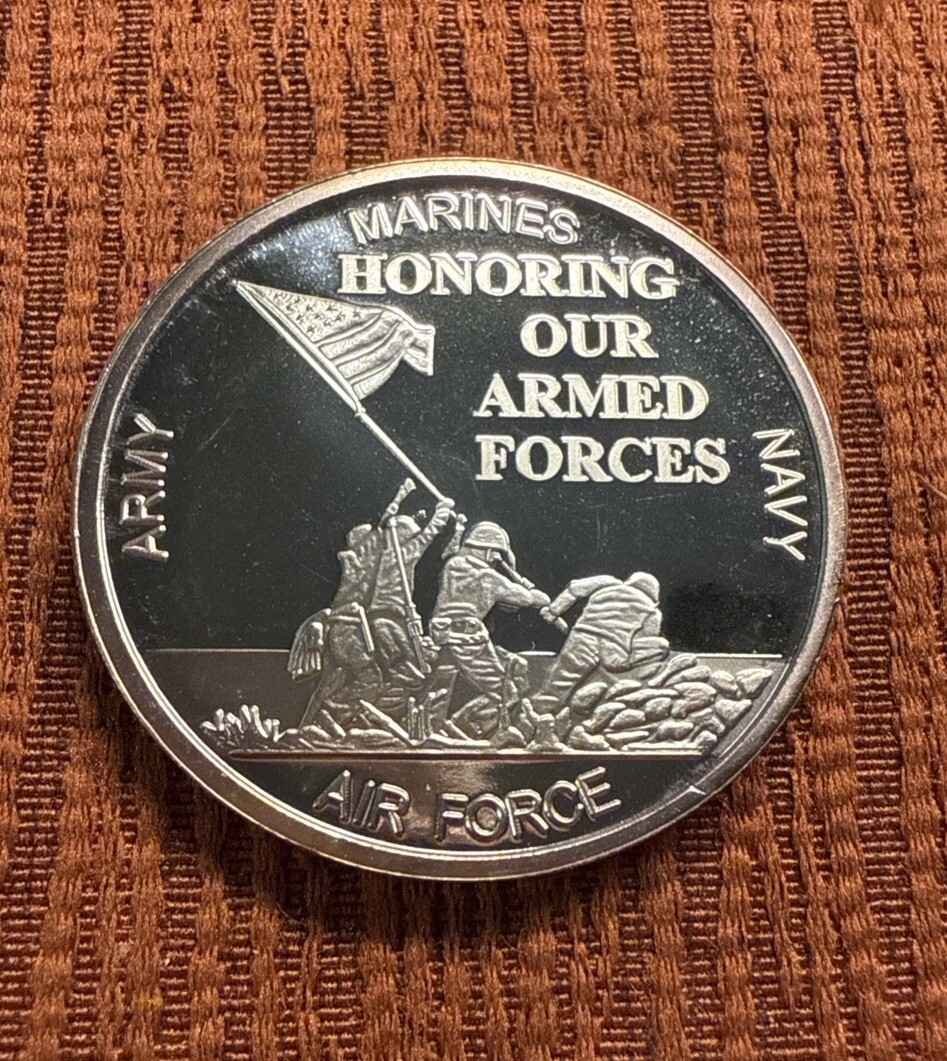 MARINES
HONORING
OUR
ARMED
FORCES
ARMY
NAVY
AIR FORCE